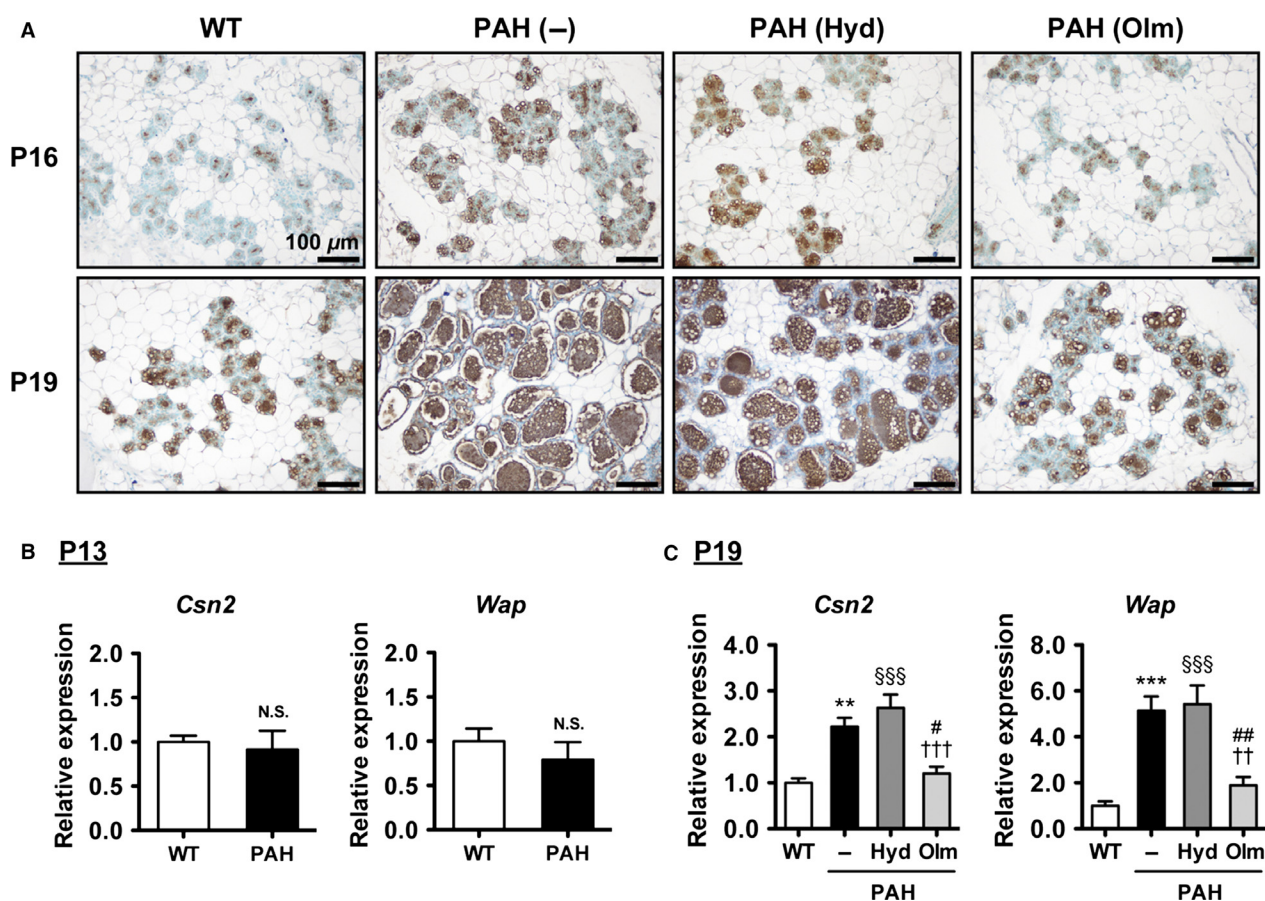 A
WT
PAH (–)
PAH (Hyd)
PAH (Olm)
P16
100 µm
P19
B P13
Csn2
Relative expression
2.0
1.5
1.0
0.5
0.0
N.S.
WT
PAH
Wap
Relative expression
2.0
1.5
1.0
0.5
0.0
N.S.
WT
PAH
C P19
Csn2
Relative expression
4.0
3.0
2.0
1.0
0.0
**
§§§
#
†††
WT – Hyd Olm
PAH
Wap
Relative expression
8.0
6.0
4.0
2.0
0.0
***
§§§
##
††
WT – Hyd Olm
PAH